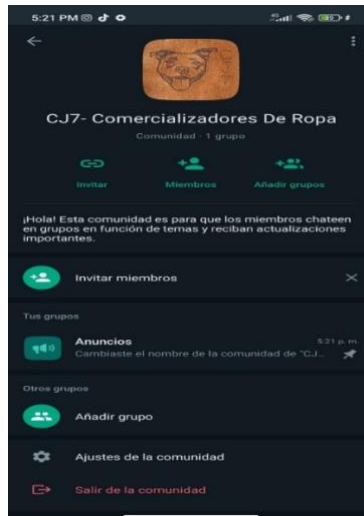 5:21 PM
CJ7- Comercializadores De Ropa
Comunidad · 1 grupo
Invitar
Miembros
Añadir grupos
¡Hola! Esta comunidad es para que los miembros chateen
en grupos en función de temas y reciban actualizaciones
importantes.
Invitar miembros
Tus grupos
Anuncios
5:21 p. m.
Cambiaste el nombre de la comunidad de "CJ...
Otros grupos
Añadir grupo
Ajustes de la comunidad
Salir de la comunidad